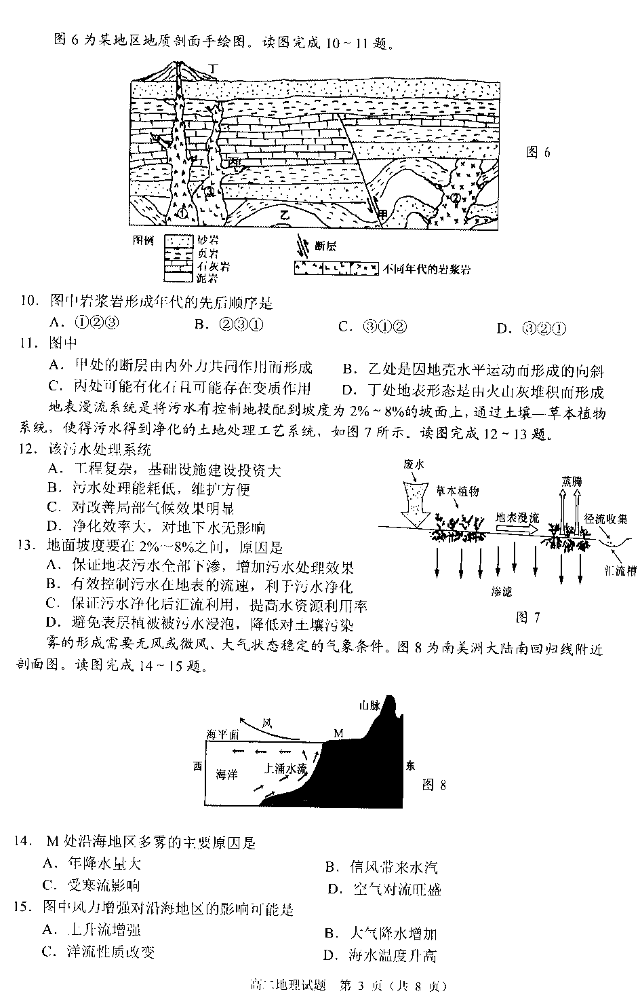 图 6 为某地区地质剖面手绘图。读图完成 10～11 题。
丁
丙
③
②
①
乙
甲
图 6
图例
砂岩
页岩
石灰岩
泥岩
断层
不同年代的岩浆岩
10．图中岩浆岩形成年代的先后顺序是
A．①②③ B．②③① C．③①② D．③②①
11．图中
A．甲处的断层由内外力共同作用而形成 B．乙处是因地壳水平运动而形成的向斜
C．丙处可能有化石且可能存在变质作用 D．丁处地表形态是由火山灰堆积而形成
地表漫流系统是将污水有控制地投配到坡度为 2%～8%的坡面上，通过土壤—草本植物
系统，使得污水得到净化的土地处理工艺系统，如图 7 所示。读图完成 12～13 题。
12．该污水处理系统
A．工程复杂，基础设施建设投资大
B．污水处理能耗低，维护方便
C．对改善局部气候效果明显
D．净化效率大，对地下水无影响
13．地面坡度要在 2%～8%之间，原因是
A．保证地表污水全部下渗，增加污水处理效果
B．有效控制污水在地表的流速，利于污水净化
C．保证污水净化后汇流利用，提高水资源利用率
D．避免表层植被被污水浸泡，降低对土壤污染
废水
草本植物
地表漫流
蒸腾
径流收集
汇流槽
渗滤
图 7
雾的形成需要无风或微风、大气状态稳定的气象条件。图 8 为南美洲大陆南回归线附近
剖面图。读图完成 14～15 题。
山脉
风
海平面
M
西
海洋
上涌水流
东
图 8
14． M 处沿海地区多雾的主要原因是
A．年降水量大 B．信风带来水汽
C．受寒流影响 D．空气对流旺盛
15．图中风力增强对沿海地区的影响可能是
A．上升流增强 B．大气降水增加
C．洋流性质改变 D．海水温度升高
高二地理试题 第 3 页（共 8 页）